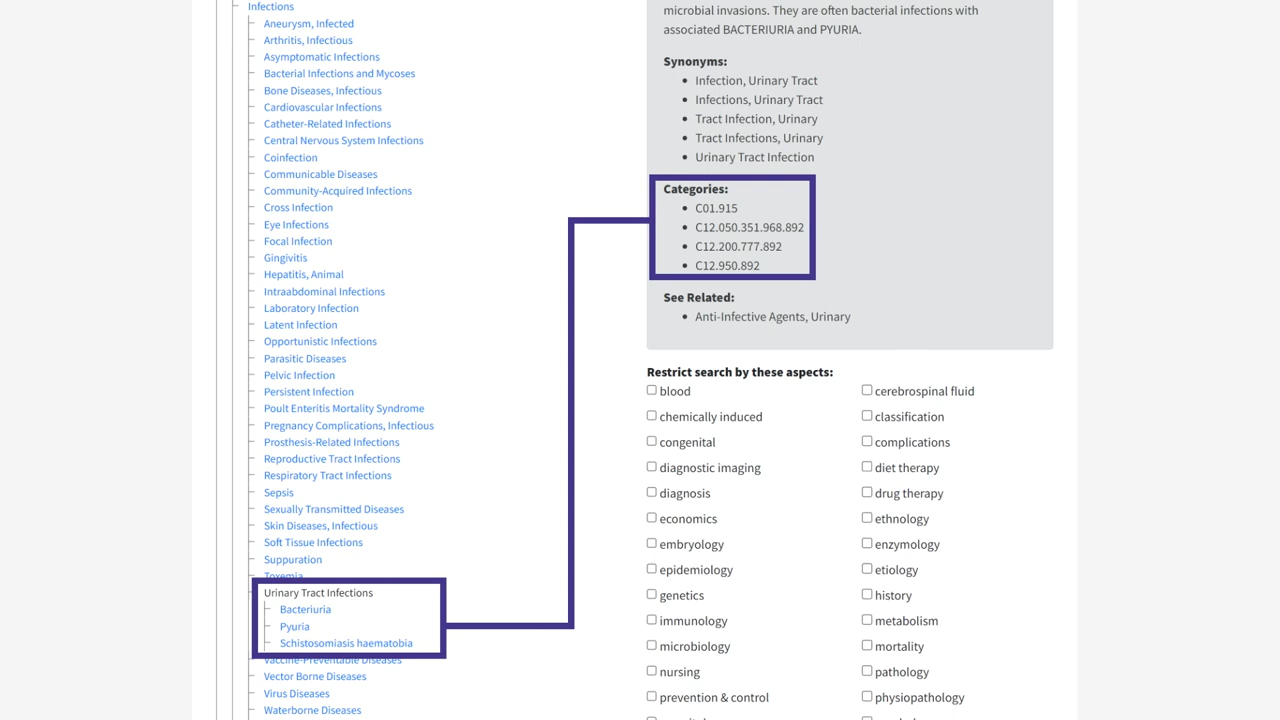 Infections
Aneurysm, Infected
Arthritis, Infectious
Asymptomatic Infections
Bacterial Infections and Mycoses
Bone Diseases, Infectious
Cardiovascular Infections
Catheter-Related Infections
Central Nervous System Infections
Coinfection
Communicable Diseases
Community-Acquired Infections
Cross Infection
Eye Infections
Focal Infection
Gingivitis
Hepatitis, Animal
Intraabdominal Infections
Laboratory Infection
Latent Infection
Opportunistic Infections
Parasitic Diseases
Pelvic Infection
Persistent Infection
Poult Enteritis Mortality Syndrome
Pregnancy Complications, Infectious
Prosthesis-Related Infections
Reproductive Tract Infections
Respiratory Tract Infections
Sepsis
Sexually Transmitted Diseases
Skin Diseases, Infectious
Soft Tissue Infections
Suppuration
Toxemia
Urinary Tract Infections
Bacteriuria
Pyuria
Schistosomiasis haematobia
Vaccine-Preventable Diseases
Vector Borne Diseases
Virus Diseases
Waterborne Diseases
microbial invasions. They are often bacterial infections with
associated BACTERIURIA and PYURIA.
Synonyms:
Infection, Urinary Tract
Infections, Urinary Tract
Tract Infection, Urinary
Tract Infections, Urinary
Urinary Tract Infection
Categories:
C01.915
C12.050.351.968.892
C12.200.777.892
C12.950.892
See Related:
Anti-Infective Agents, Urinary
Restrict search by these aspects:
blood
cerebrospinal fluid
chemically induced
classification
congenital
complications
diagnostic imaging
diet therapy
diagnosis
drug therapy
economics
ethnology
embryology
enzymology
epidemiology
etiology
genetics
history
immunology
metabolism
microbiology
mortality
nursing
pathology
prevention & control
physiopathology